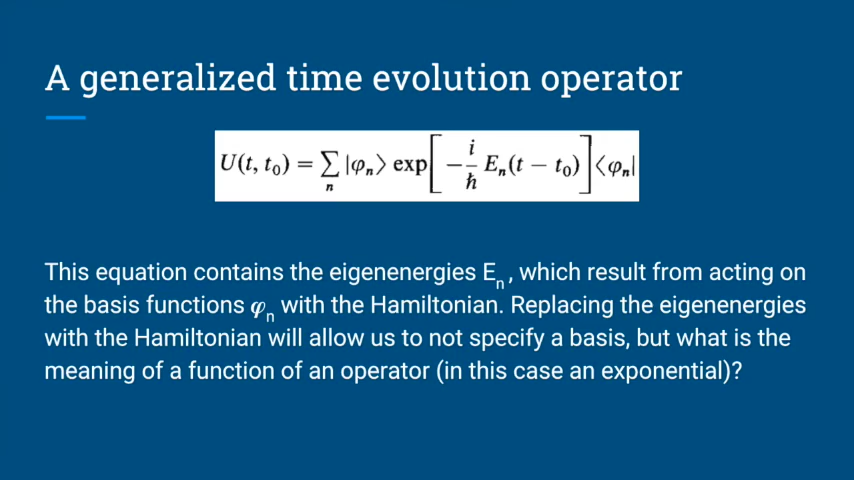 A generalized time evolution operator
U(t, t₀) = ∑ₙ |φₙ⟩ exp[ −i/ħ Eₙ(t − t₀) ] ⟨φₙ|
This equation contains the eigenenergies Eₙ, which result from acting on
the basis functions 𝝋ₙ with the Hamiltonian. Replacing the eigenenergies
with the Hamiltonian will allow us to not specify a basis, but what is the
meaning of a function of an operator (in this case an exponential)?